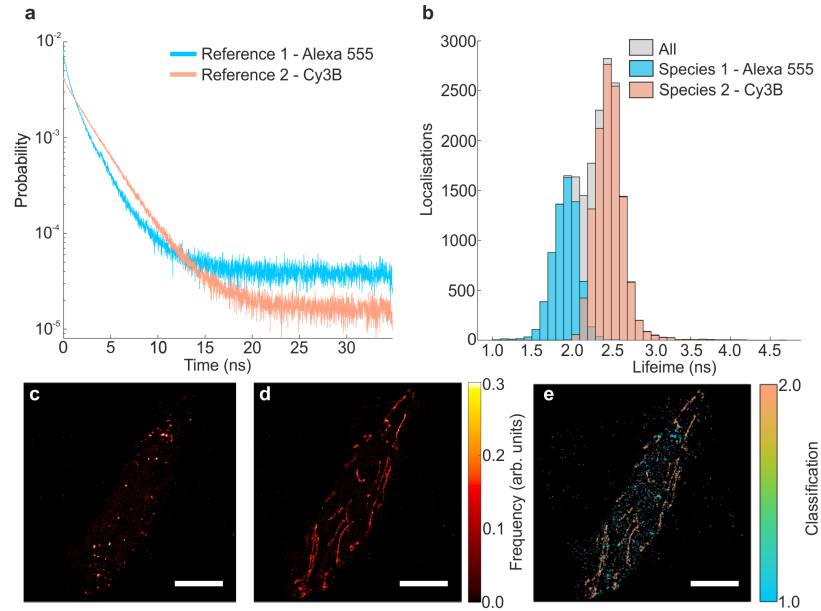 a
10⁻²
10⁻³
10⁻⁴
10⁻⁵
Probability
0
5
10
15
20
25
30
Time (ns)
Reference 1 - Alexa 555
Reference 2 - Cy3B
b
3000
2500
2000
1500
1000
500
0
Localisations
1.0
1.5
2.0
2.5
3.0
3.5
4.0
4.5
Lifeime (ns)
All
Species 1 - Alexa 555
Species 2 - Cy3B
c
d
0.3
0.2
0.1
0.0
Frequency (arb. units)
e
2.0
1.0
Classification